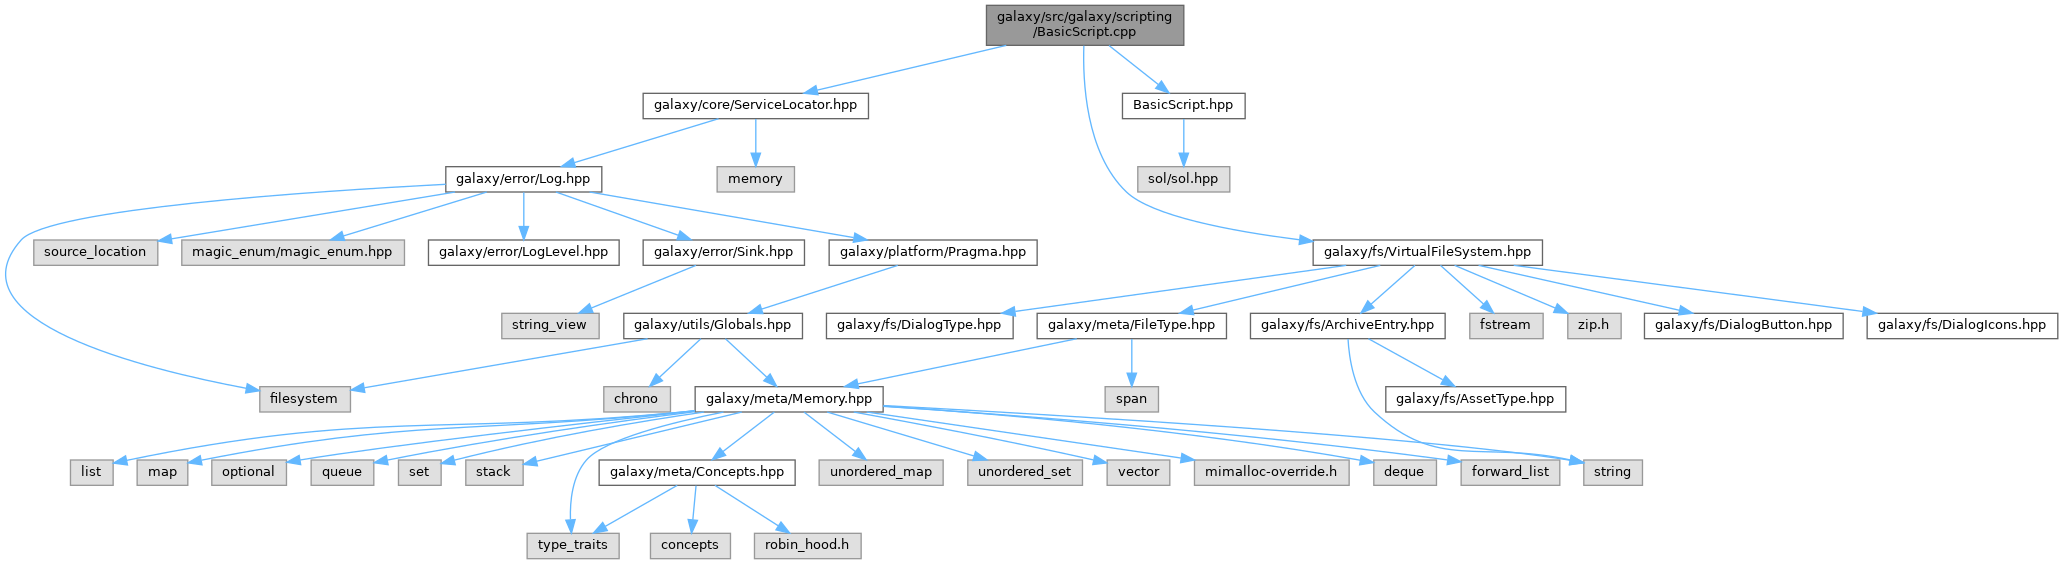 galaxy/src/galaxy/scripting
/BasicScript.cpp
galaxy/core/ServiceLocator.hpp
BasicScript.hpp
galaxy/error/Log.hpp
memory
sol/sol.hpp
source_location
magic_enum/magic_enum.hpp
galaxy/error/LogLevel.hpp
galaxy/error/Sink.hpp
galaxy/platform/Pragma.hpp
galaxy/fs/VirtualFileSystem.hpp
string_view
galaxy/utils/Globals.hpp
galaxy/fs/DialogType.hpp
galaxy/meta/FileType.hpp
galaxy/fs/ArchiveEntry.hpp
fstream
zip.h
galaxy/fs/DialogButton.hpp
galaxy/fs/DialogIcons.hpp
filesystem
chrono
galaxy/meta/Memory.hpp
span
galaxy/fs/AssetType.hpp
list
map
optional
queue
set
stack
galaxy/meta/Concepts.hpp
unordered_map
unordered_set
vector
mimalloc-override.h
deque
forward_list
string
type_traits
concepts
robin_hood.h